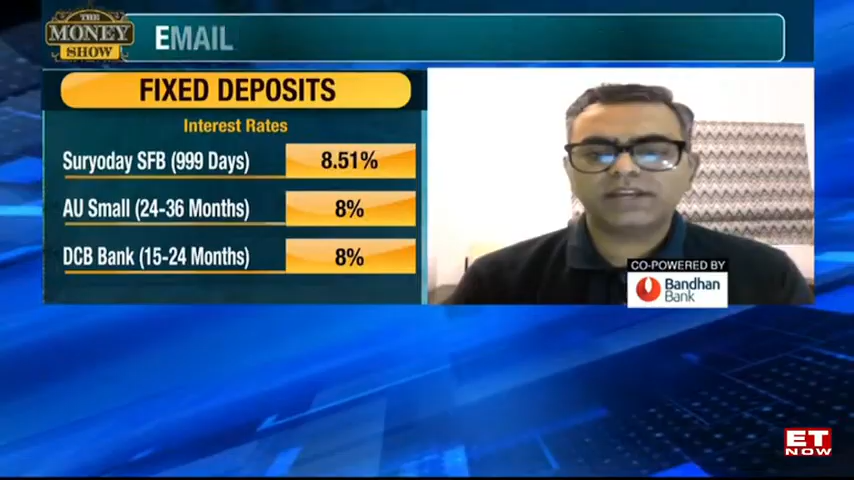 THE
MONEY
SHOW
EMAIL
FIXED DEPOSITS
Interest Rates
Suryoday SFB (999 Days) 8.51%
AU Small (24-36 Months) 8%
DCB Bank (15-24 Months) 8%
CO-POWERED BY
Bandhan
Bank
ET
NOW